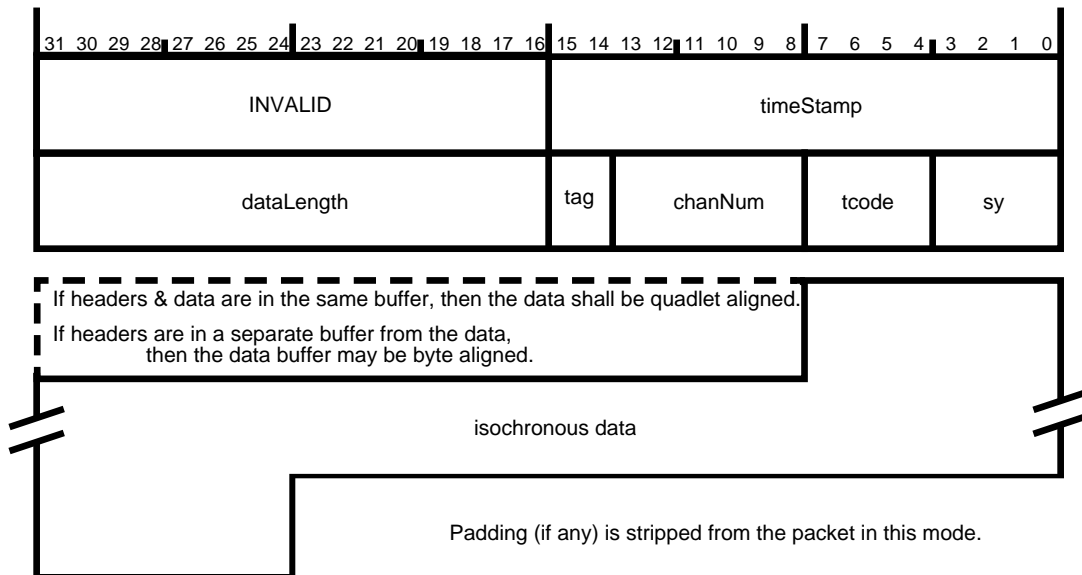 31 30 29 28 27 26 25 24 23 22 21 20 19 18 17 16 15 14 13 12 11 10 9 8 7 6 5 4 3 2 1 0
INVALID timeStamp
dataLength tag chanNum tcode sy
If headers & data are in the same buffer, then the data shall be quadlet aligned.
If headers are in a separate buffer from the data,
then the data buffer may be byte aligned.
isochronous data
Padding (if any) is stripped from the packet in this mode.